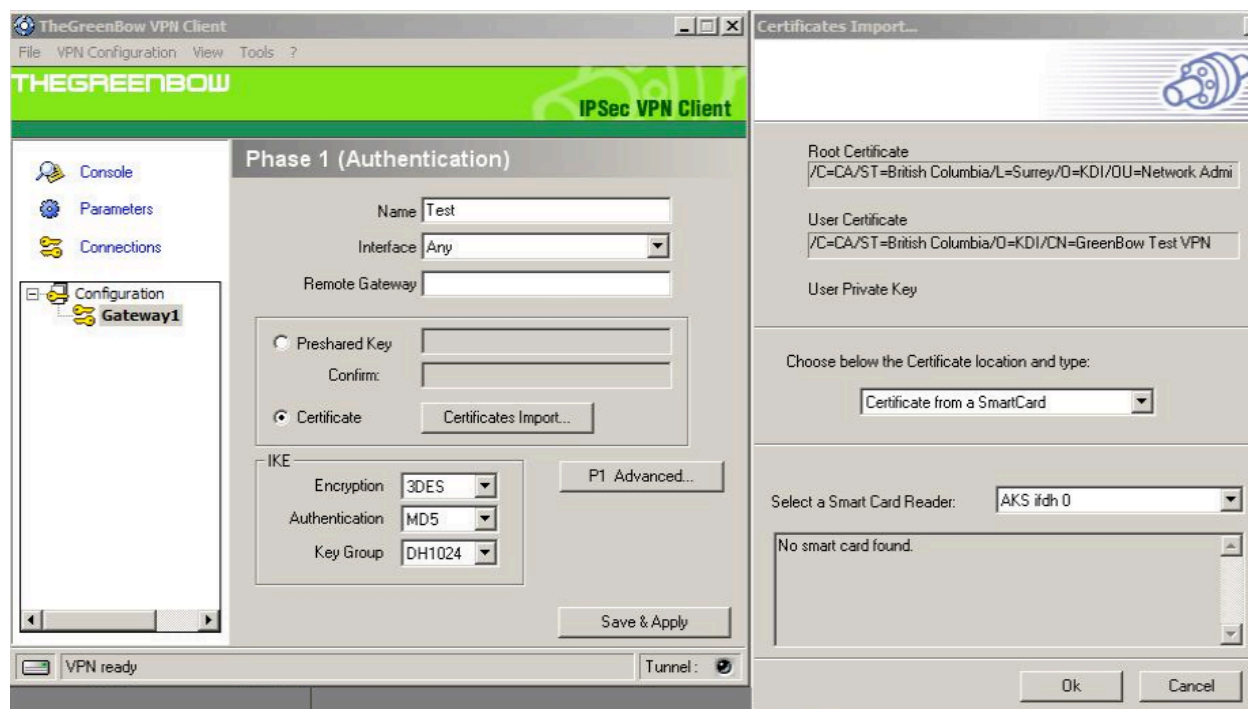 TheGreenBow VPN Client
File VPN Configuration View Tools ?
THEGREENBOW
IPSec VPN Client
Console
Parameters
Connections
Configuration
Gateway1
Phase 1 (Authentication)
Name Test
Interface Any
Remote Gateway
Preshared Key
Confirm:
Certificate Certificates Import...
IKE
Encryption 3DES
Authentication MD5
Key Group DH1024
P1 Advanced...
Save & Apply
VPN ready
Tunnel:
Certificates Import...
Root Certificate
/C=CA/ST=British Columbia/L=Surrey/O=KDI/OU=Network Admi
User Certificate
/C=CA/ST=British Columbia/O=KDI/CN=GreenBow Test VPN
User Private Key
Choose below the Certificate location and type:
Certificate from a SmartCard
Select a Smart Card Reader: AKS ifdh 0
No smart card found.
Ok Cancel